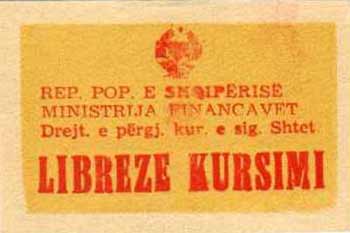 REP. POP. E SHQIPËRISË
MINISTRIJA FINANCAVET
Drejt. e përgj. kur. e sig. Shtet.
LIBREZE KURSIMI